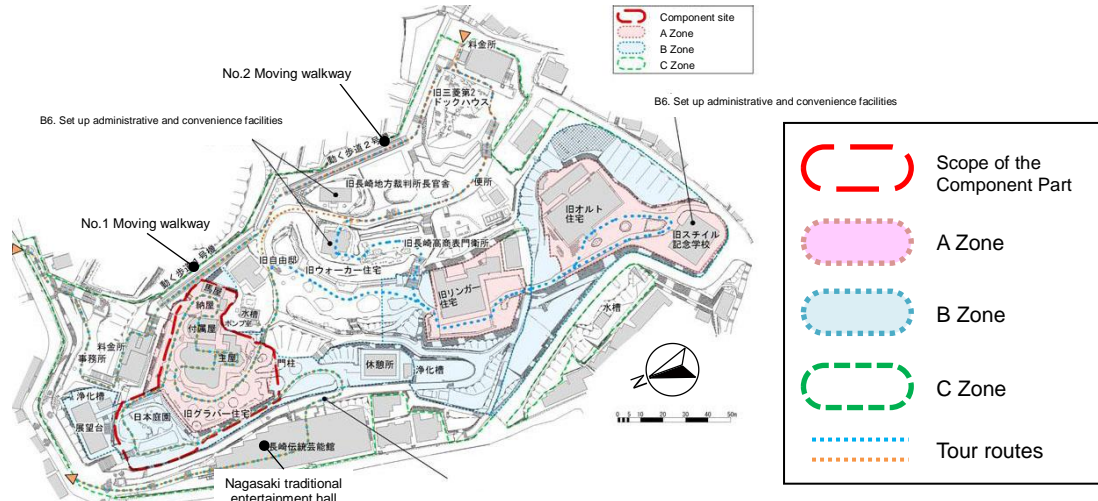 Component site
A Zone
B Zone
C Zone
料金所
No.2 Moving walkway
旧三菱第2
ドックハウス
B6. Set up administrative and convenience facilities
B6. Set up administrative and convenience facilities
動く歩道2号
旧長崎地方裁判所長官舎
便所
No.1 Moving walkway
旧オルト
住宅
旧スチイル
記念学校
旧長崎高商表門衛所
動く歩道1号機
旧自由邸
旧ウォーカー住宅
馬屋
納屋
水槽
ポンプ室
旧リンガー
住宅
水槽
付属屋
料金所
事務所
主屋
門柱
休憩所
浄化槽
浄化槽
展望台
日本庭園
旧グラバー住宅
長崎伝統芸能館
Nagasaki traditional
entertainment hall
N
0 5 10 20 30 40 50m
Scope of the
Component Part
A Zone
B Zone
C Zone
Tour routes